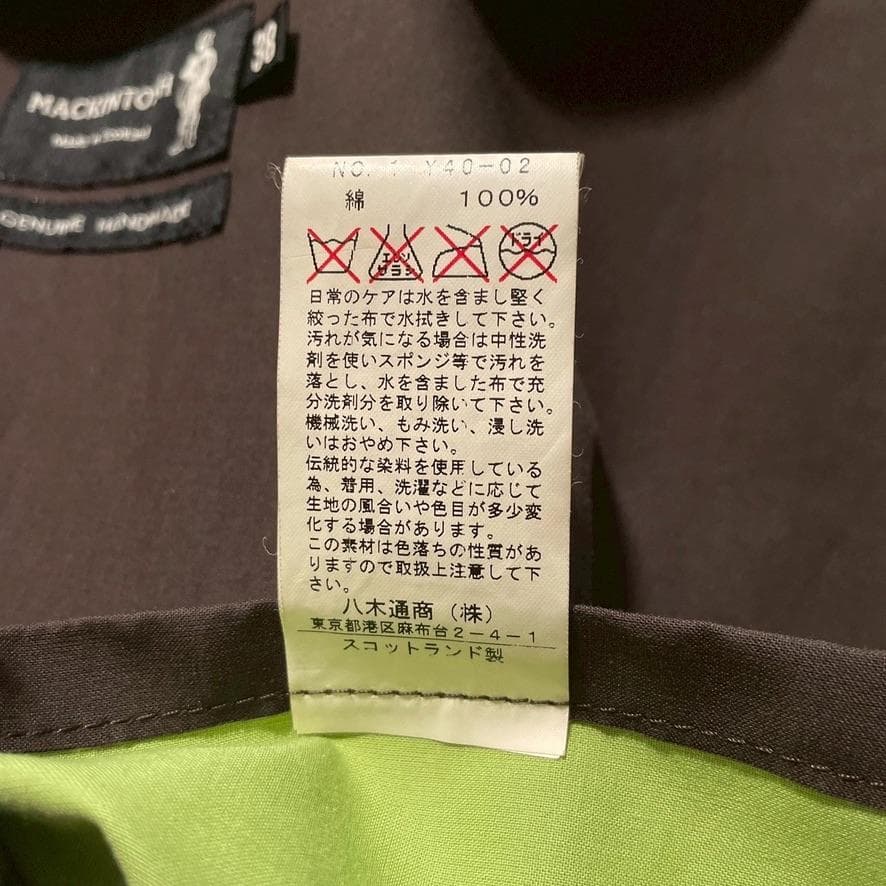 MACKINTOSH
38
GENUINE HANDMADE
NO. 1 Y40-02
綿 100%
エンソ
サラシ
ドライ
日常のケアは水を含まし堅く
絞った布で水拭きして下さい。
汚れが気になる場合は中性洗
剤を使いスポンジ等で汚れを
落とし、水を含ました布で充
分洗剤分を取り除いて下さい。
機械洗い、もみ洗い、浸し洗
いはおやめ下さい。
伝統的な染料を使用している
為、着用、洗濯などに応じて
生地の風合いや色目が多少変
化する場合があります。
この素材は色落ちの性質があ
りますので取扱上注意して下
さい。
八木通商（株）
東京都港区麻布台2-4-1
スコットランド製